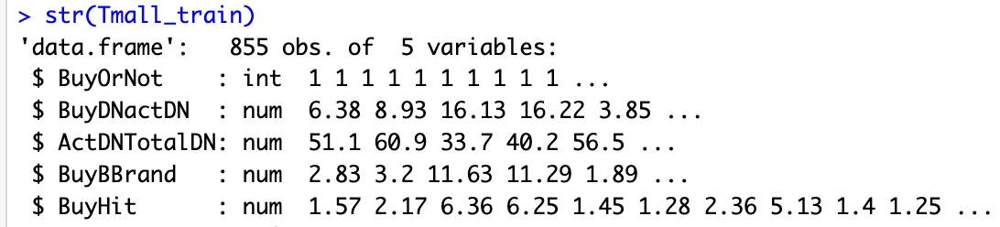 > str(Tmall_train)
'data.frame':   855 obs. of  5 variables:
 $ BuyOrNot    : int  1 1 1 1 1 1 1 1 1 1 ...
 $ BuyDNactDN  : num  6.38 8.93 16.13 16.22 3.85 ...
 $ ActDNTotalDN: num  51.1 60.9 33.7 40.2 56.5 ...
 $ BuyBBrand   : num  2.83 3.2 11.63 11.29 1.89 ...
 $ BuyHit      : num  1.57 2.17 6.36 6.25 1.45 1.28 2.36 5.13 1.4 1.25 ...